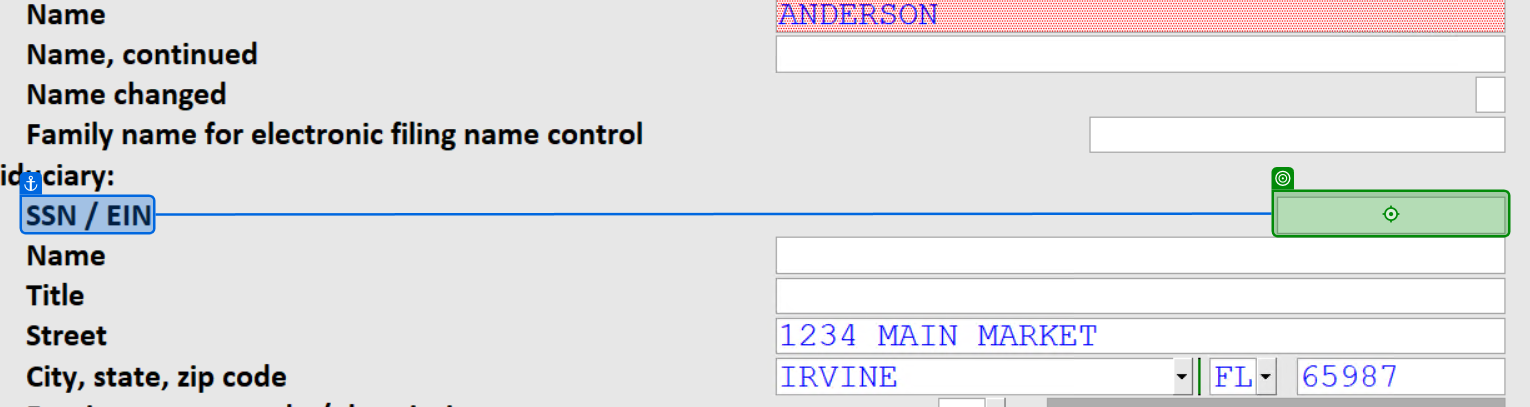 Name ANDERSON
Name, continued
Name changed
Family name for electronic filing name control
iduciary:
SSN / EIN
Name
Title
Street 1234 MAIN MARKET
City, state, zip code IRVINE FL 65987